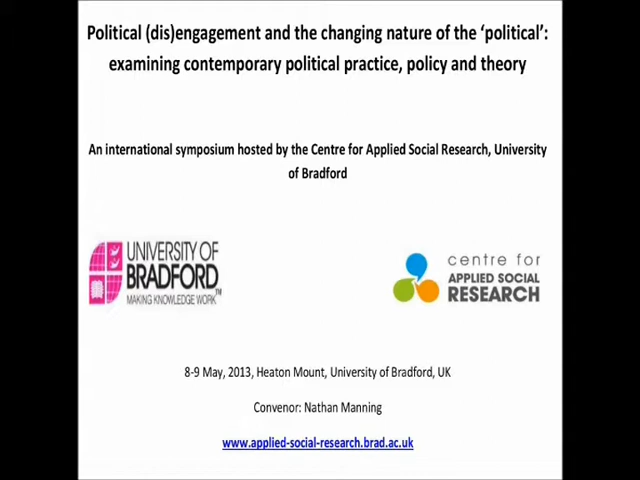 Political (dis)engagement and the changing nature of the ‘political’:
examining contemporary political practice, policy and theory
An international symposium hosted by the Centre for Applied Social Research, University
of Bradford
UNIVERSITY OF
BRADFORD
MAKING KNOWLEDGE WORK™
centre for
APPLIED SOCIAL
RESEARCH
8-9 May, 2013, Heaton Mount, University of Bradford, UK
Convenor: Nathan Manning
www.applied-social-research.brad.ac.uk